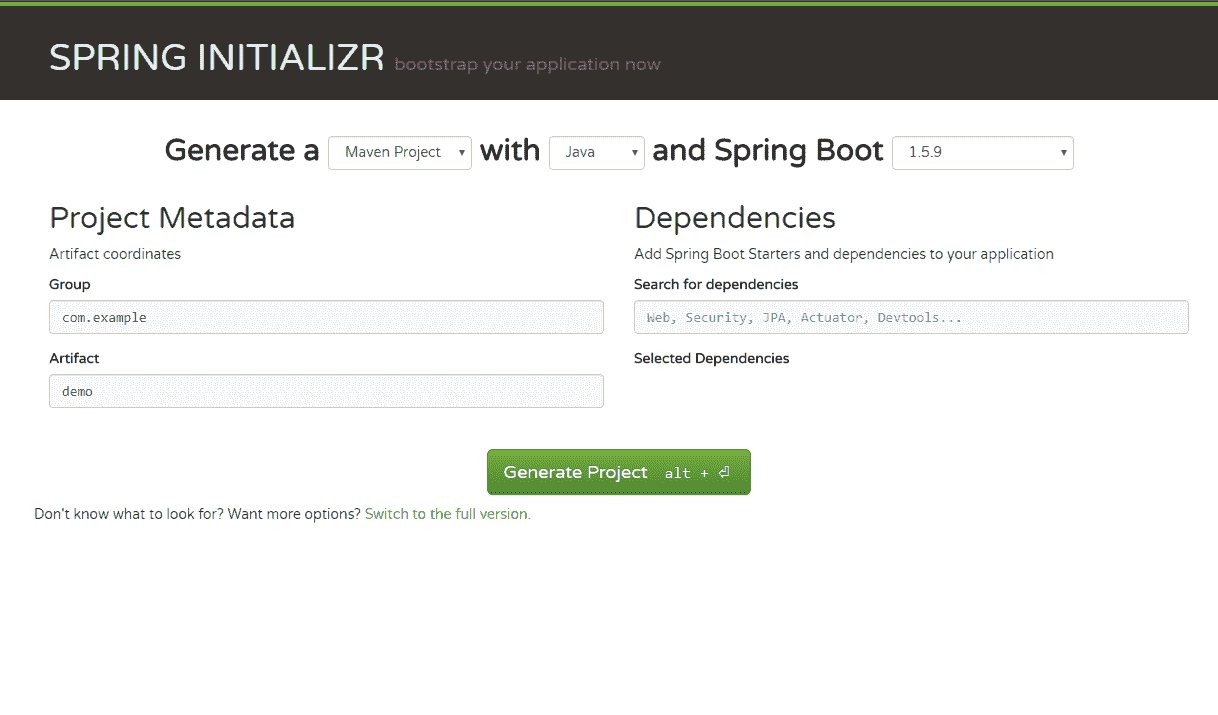 SPRING INITIALIZR bootstrap your application now
Generate a Maven Project with Java and Spring Boot 1.5.9
Project Metadata
Artifact coordinates
Group
com.example
Artifact
demo
Dependencies
Add Spring Boot Starters and dependencies to your application
Search for dependencies
Web, Security, JPA, Actuator, Devtools...
Selected Dependencies
Generate Project alt + ⏎
Don't know what to look for? Want more options? Switch to the full version.